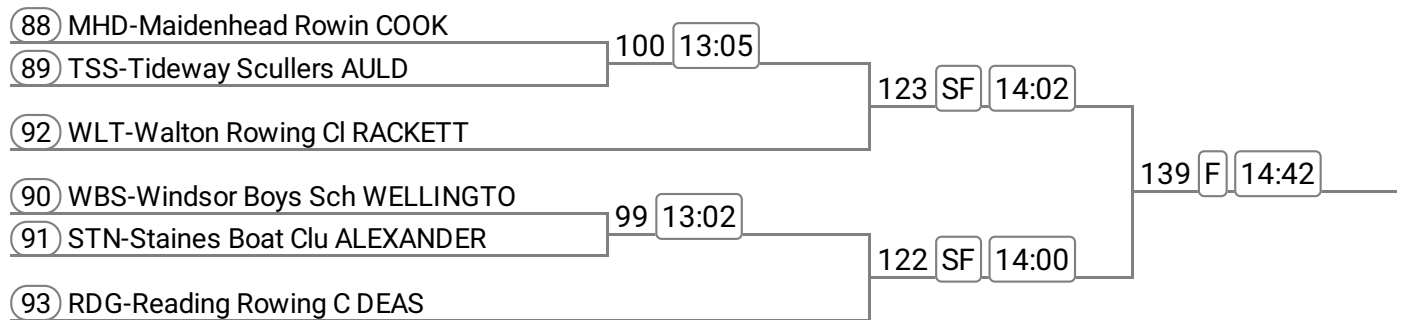 88 MHD-Maidenhead Rowin COOK
100 13:05
89 TSS-Tideway Scullers AULD
123 SF 14:02
92 WLT-Walton Rowing Cl RACKETT
139 F 14:42
90 WBS-Windsor Boys Sch WELLINGTO
99 13:02
91 STN-Staines Boat Clu ALEXANDER
122 SF 14:00
93 RDG-Reading Rowing C DEAS